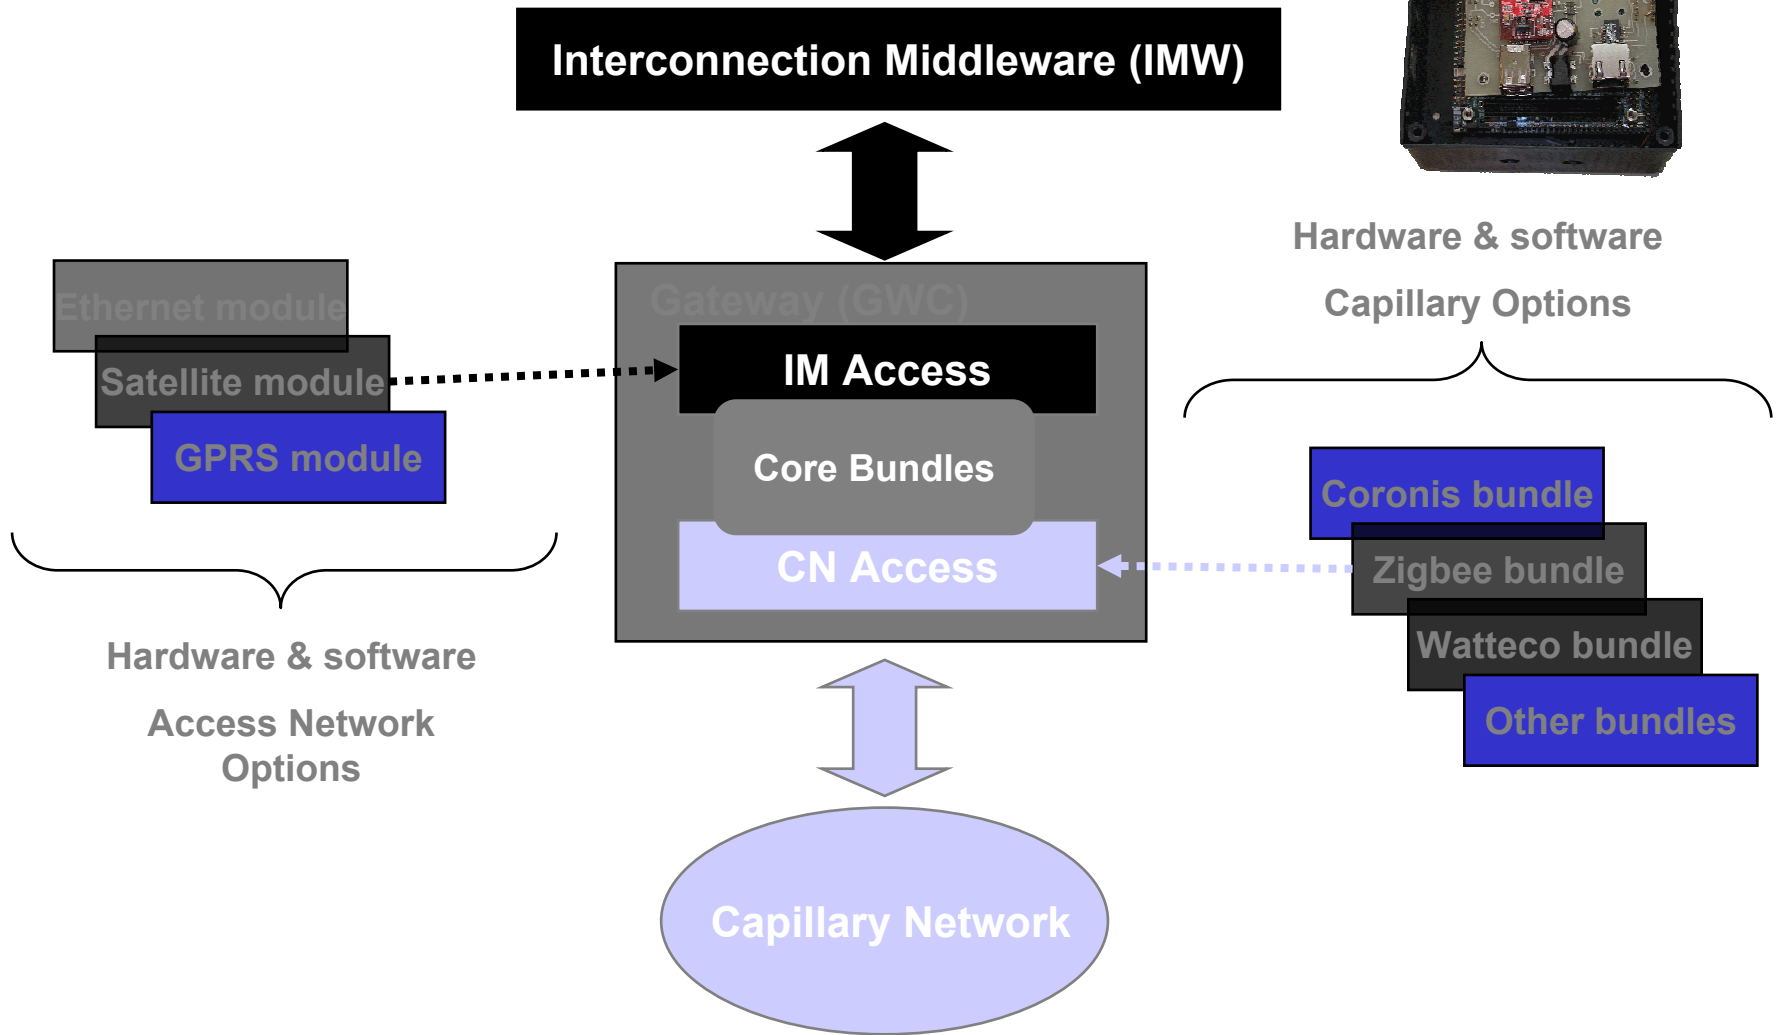 Interconnection Middleware (IMW)
Hardware & software
Capillary Options
Ethernet module
Satellite module
GPRS module
Gateway (GWC)
IM Access
Core Bundles
CN Access
Coronis bundle
Zigbee bundle
Watteco bundle
Other bundles
Hardware & software
Access Network
Options
Capillary Network